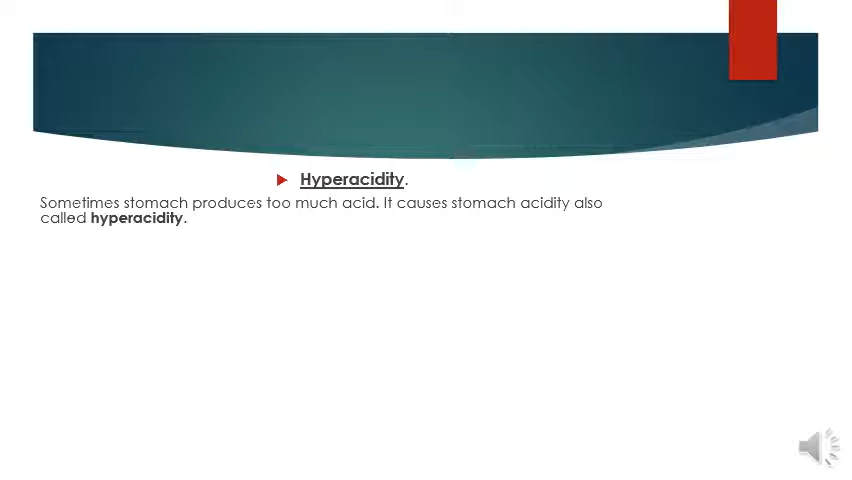 Hyperacidity.
Sometimes stomach produces too much acid. It causes stomach acidity also
called hyperacidity.